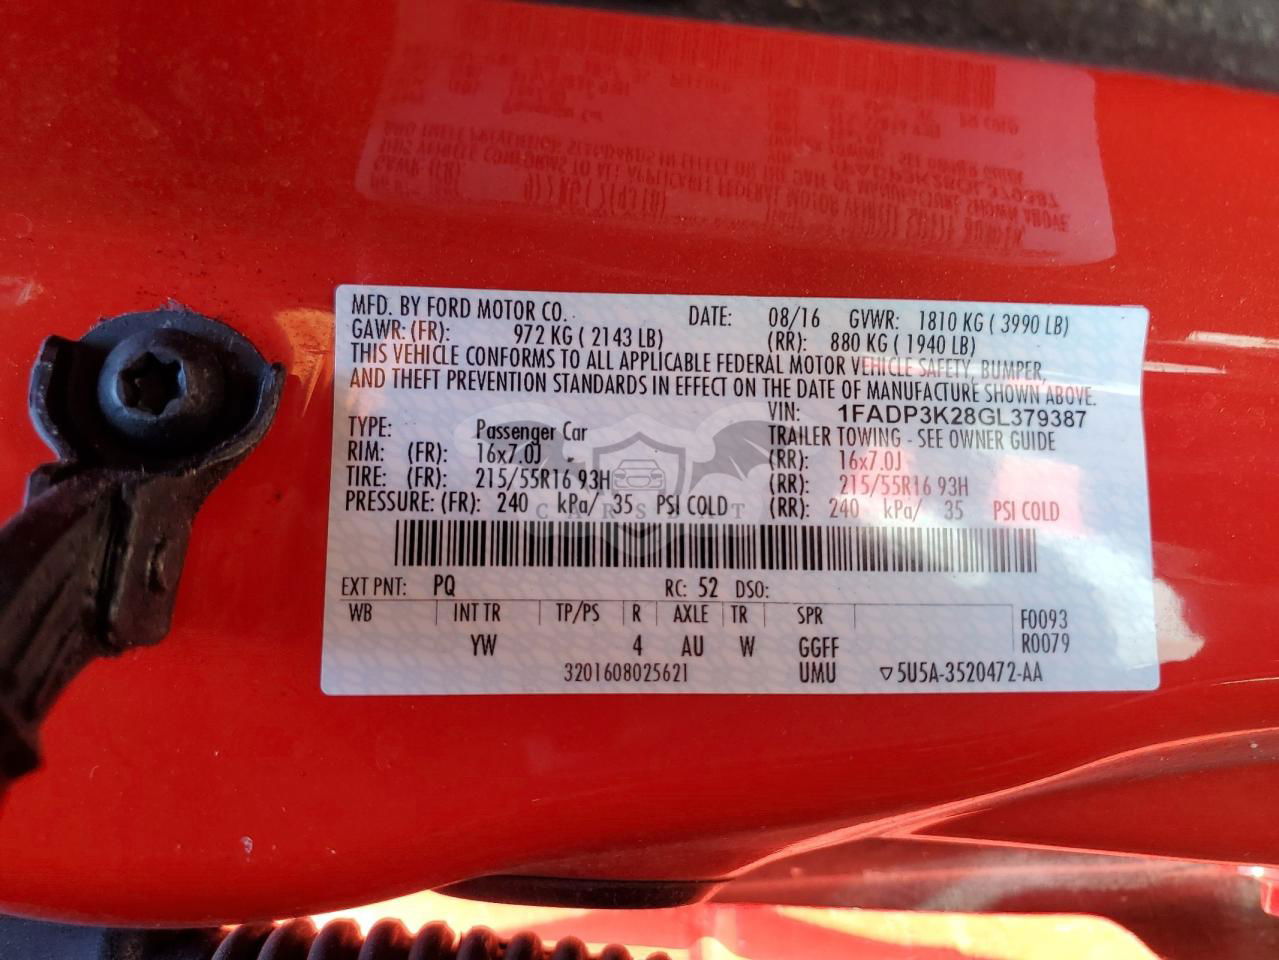 MFD. BY FORD MOTOR CO. DATE: 08/16 GVWR: 1810 KG ( 3990 LB)
GAWR: (FR): 972 KG ( 2143 LB) (RR): 880 KG ( 1940 LB)
THIS VEHICLE CONFORMS TO ALL APPLICABLE FEDERAL MOTOR VEHICLE SAFETY, BUMPER,
AND THEFT PREVENTION STANDARDS IN EFFECT ON THE DATE OF MANUFACTURE SHOWN ABOVE.
VIN: 1FADP3K28GL379387
TYPE: Passenger Car TRAILER TOWING - SEE OWNER GUIDE
RIM: (FR): 16x7.0J (RR): 16x7.0J
TIRE: (FR): 215/55R16 93H (RR): 215/55R16 93H
PRESSURE: (FR): 240 kPa/ 35 PSI COLD (RR): 240 kPa/ 35 PSI COLD
EXT PNT: PQ RC: 52 DSO:
WB INT TR TP/PS R AXLE TR SPR F0093
YW 4 AU W GGFF R0079
3201608025621 UMU ▽5U5A-3520472-AA